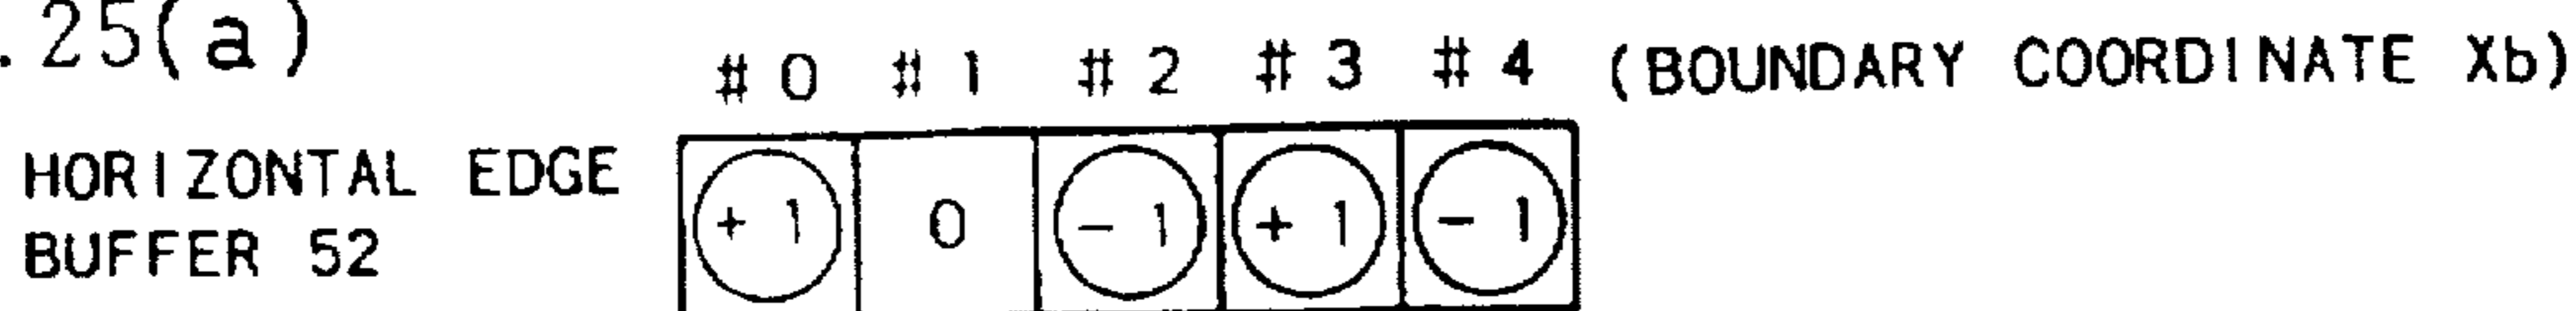 .25(a)
#0 #1 #2 #3 #4 (BOUNDARY COORDINATE Xb)
HORIZONTAL EDGE
BUFFER 52
+1 0 -1 +1 -1